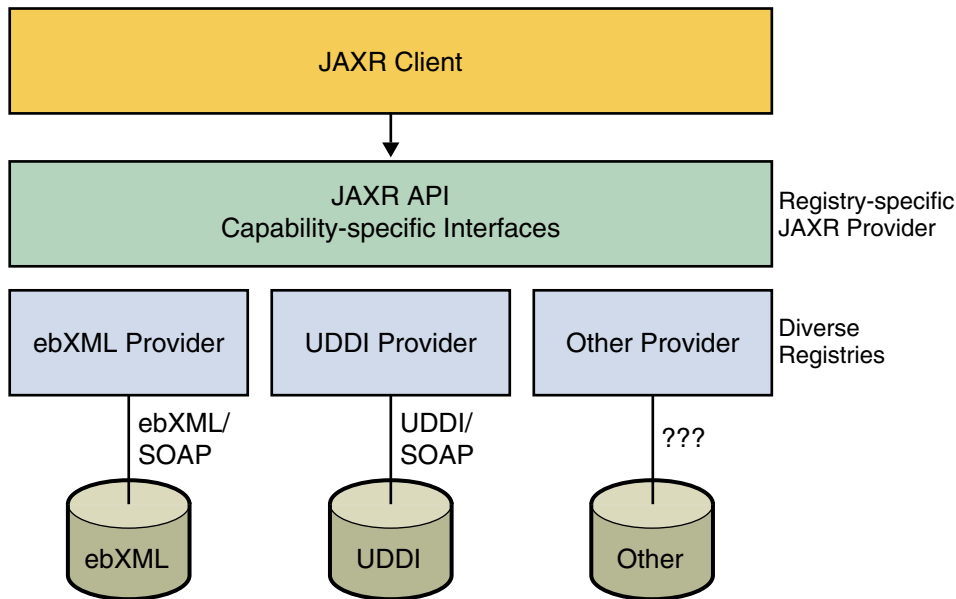 JAXR Client
JAXR API
Capability-specific Interfaces
Registry-specific
JAXR Provider
ebXML Provider
UDDI Provider
Other Provider
Diverse
Registries
ebXML/
SOAP
UDDI/
SOAP
???
ebXML
UDDI
Other